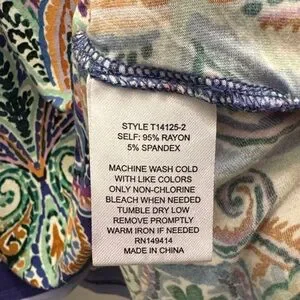 STYLE T14125-2
SELF: 95% RAYON
5% SPANDEX
MACHINE WASH COLD
WITH LIKE COLORS
ONLY NON-CHLORINE
BLEACH WHEN NEEDED
TUMBLE DRY LOW
REMOVE PROMPTLY
WARM IRON IF NEEDED
RN149414
MADE IN CHINA